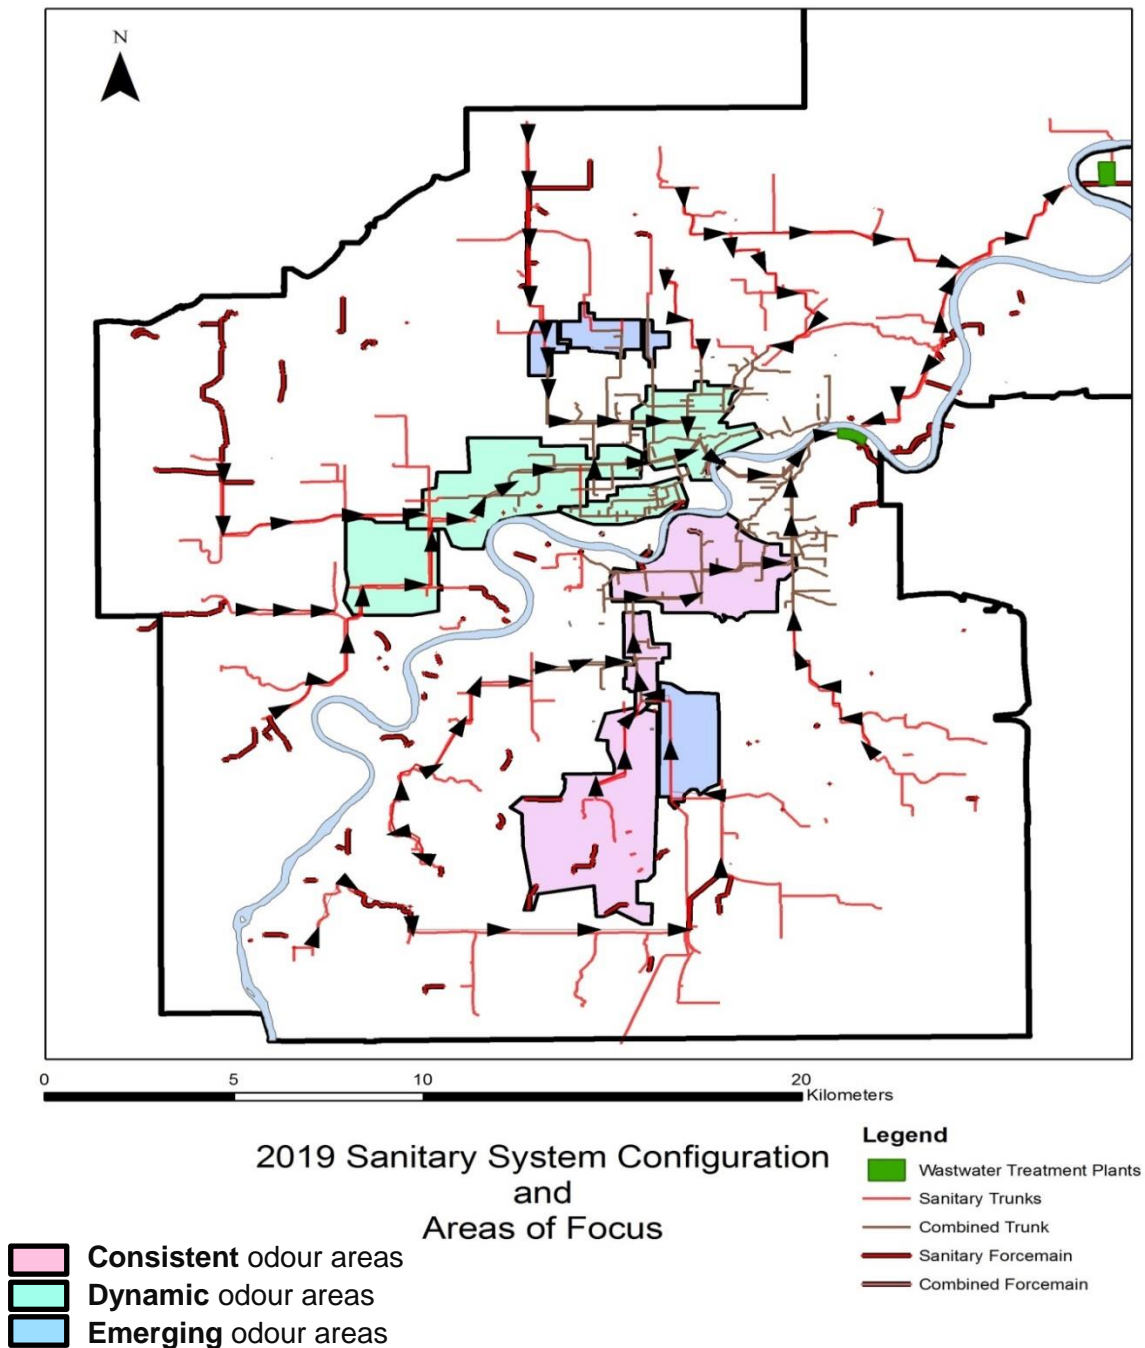 N
0 5 10 20
Kilometers
2019 Sanitary System Configuration
and
Areas of Focus
Legend
Wastwater Treatment Plants
Sanitary Trunks
Combined Trunk
Sanitary Forcemain
Combined Forcemain
Consistent odour areas
Dynamic odour areas
Emerging odour areas